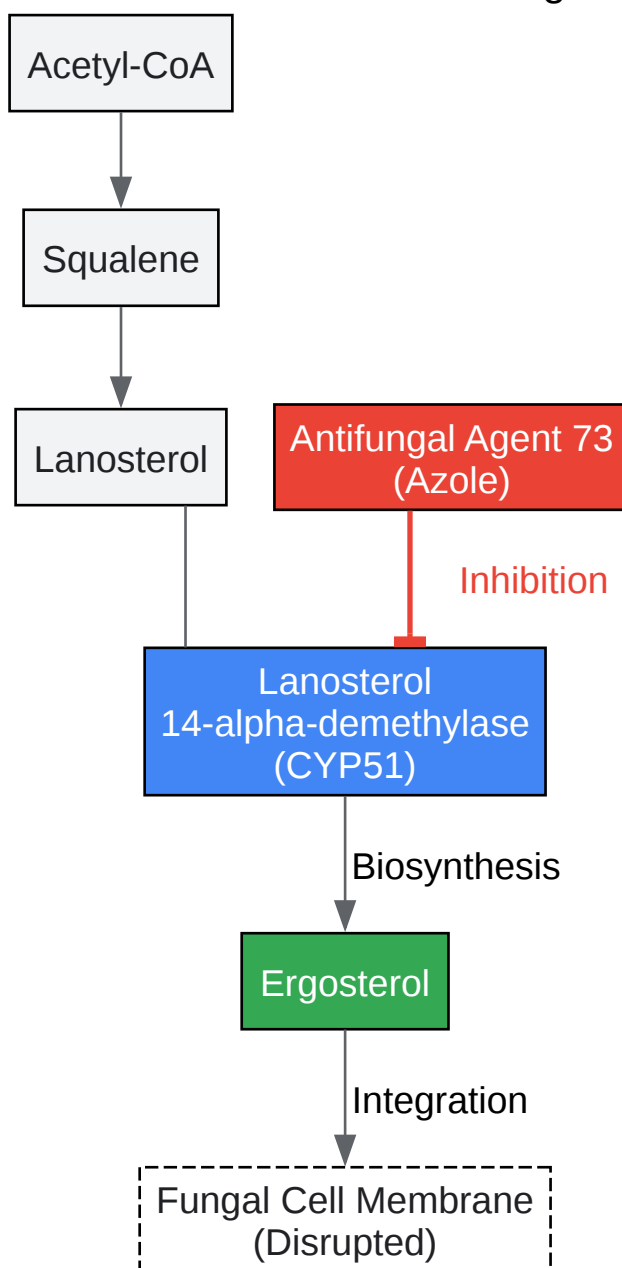 Acetyl-CoA
Squalene
Lanosterol
Antifungal Agent 73
(Azole)
Inhibition
Lanosterol
14-alpha-demethylase
(CYP51)
Biosynthesis
Ergosterol
Integration
Fungal Cell Membrane
(Disrupted)